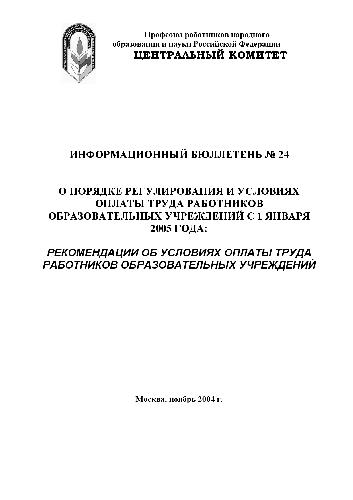 Профсоюз работников народного
образования и науки Российской Федерации
ЦЕНТРАЛЬНЫЙ КОМИТЕТ
ИНФОРМАЦИОННЫЙ БЮЛЛЕТЕНЬ № 24
О ПОРЯДКЕ РЕГУЛИРОВАНИЯ И УСЛОВИЯХ
ОПЛАТЫ ТРУДА РАБОТНИКОВ
ОБРАЗОВАТЕЛЬНЫХ УЧРЕЖДЕНИЙ С 1 ЯНВАРЯ
2005 ГОДА:
РЕКОМЕНДАЦИИ ОБ УСЛОВИЯХ ОПЛАТЫ ТРУДА
РАБОТНИКОВ ОБРАЗОВАТЕЛЬНЫХ УЧРЕЖДЕНИЙ
Москва, ноябрь 2004 г.